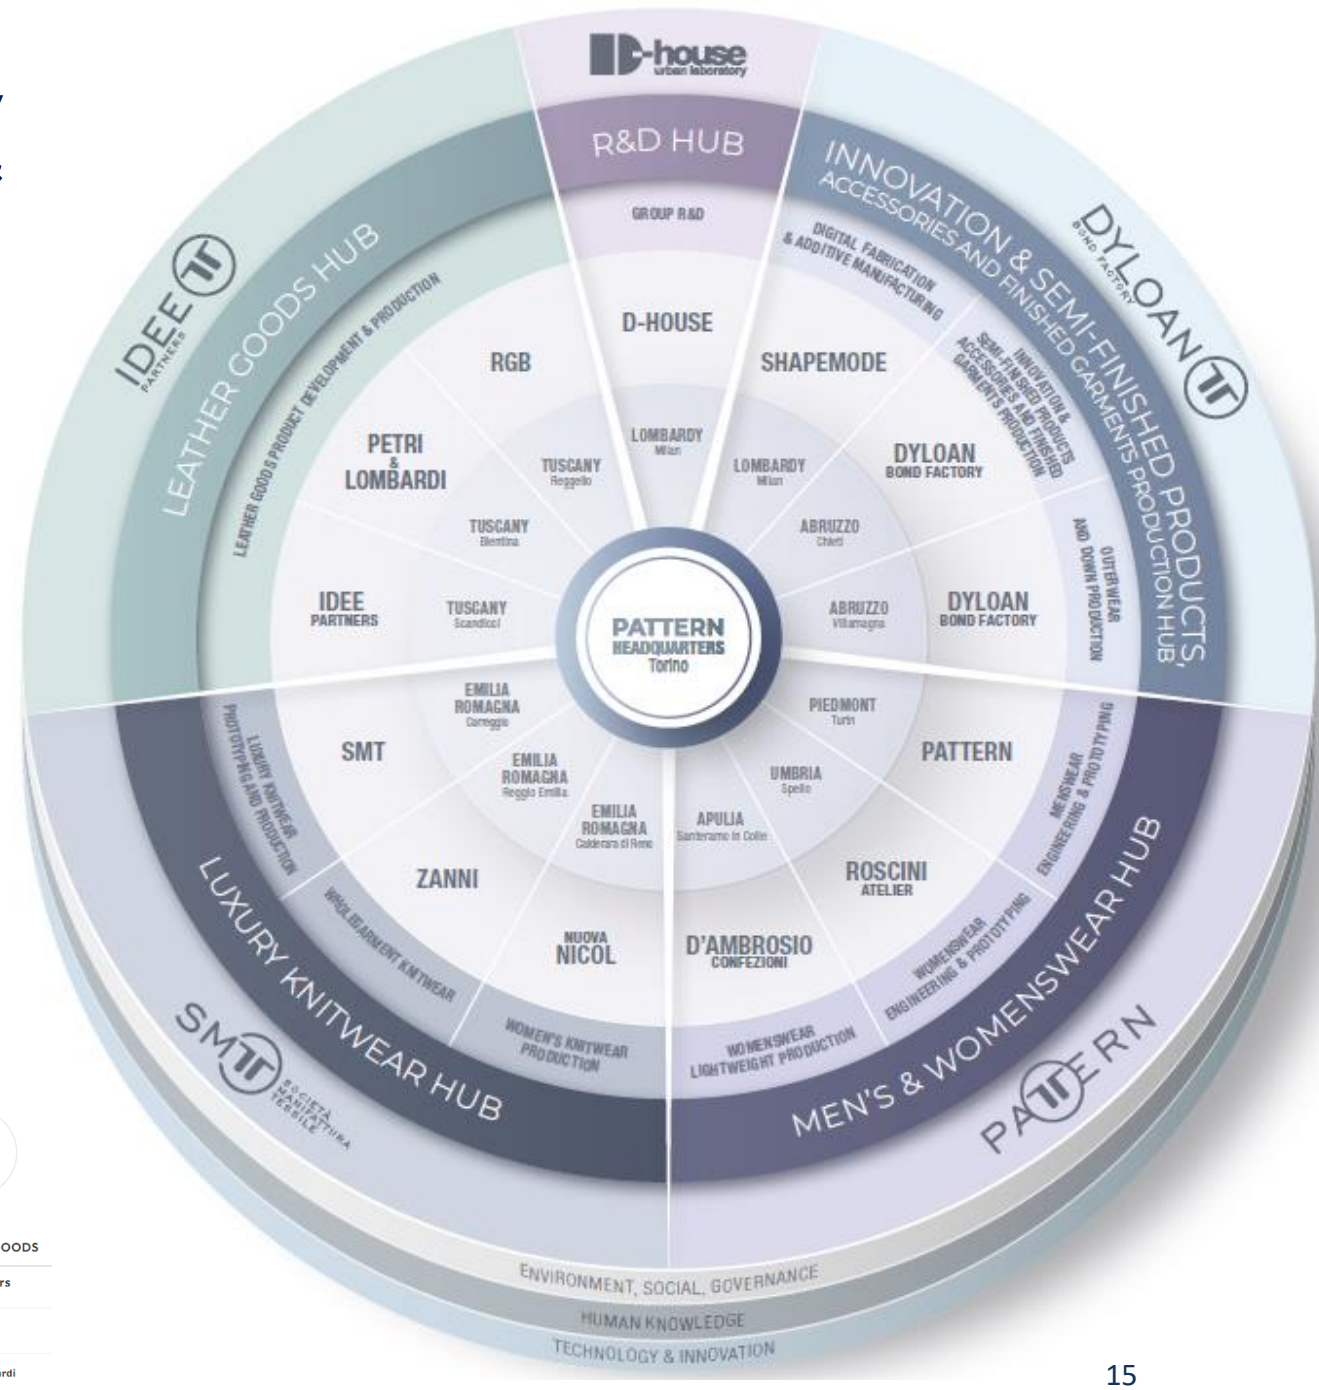 D-house
urban laboratory
R&D HUB
GROUP R&D
D-HOUSE
LOMBARDY
Milan
INNOVATION & SEMI-FINISHED PRODUCTS,
ACCESSORIES AND FINISHED GARMENTS PRODUCTION HUB
DYLOAN
BOND FACTORY
DIGITAL FABRICATION
& ADDITIVE MANUFACTURING
SHAPEMODE
LOMBARDY
Milan
INNOVATION &
SEMI-FINISHED PRODUCTS
ACCESSORIES AND FINISHED
GARMENTS PRODUCTION
DYLOAN
BOND FACTORY
ABRUZZO
Chieti
OUTERWEAR
AND DOWN PRODUCTION
DYLOAN
BOND FACTORY
ABRUZZO
Villamagna
MEN'S & WOMENSWEAR HUB
PATTERN
MENSWEAR
ENGINEERING & PROTOTYPING
PATTERN
PIEDMONT
Turin
WOMENSWEAR
ENGINEERING & PROTOTYPING
ROSCINI
ATELIER
UMBRIA
Spello
WOMENSWEAR
LIGHTWEIGHT PRODUCTION
D'AMBROSIO
CONFEZIONI
APULIA
Santeramo in Colle
LUXURY KNITWEAR HUB
SMT
SOCIETÀ
MANIFATTURA
TESSILE
WOMEN'S KNITWEAR
PRODUCTION
NUOVA
NICOL
EMILIA
ROMAGNA
Calderara di Reno
WHOLEGARMENT KNITWEAR
ZANNI
EMILIA
ROMAGNA
Reggio Emilia
LUXURY KNITWEAR
PROTOTYPING AND PRODUCTION
SMT
EMILIA
ROMAGNA
Correggio
LEATHER GOODS HUB
IDEE
PARTNERS
LEATHER GOODS PRODUCT DEVELOPMENT & PRODUCTION
IDEE
PARTNERS
TUSCANY
Scandicci
PETRI
&
LOMBARDI
TUSCANY
Bientina
RGB
TUSCANY
Reggello
PATTERN
HEADQUARTERS
Torino
ENVIRONMENT, SOCIAL, GOVERNANCE
HUMAN KNOWLEDGE
TECHNOLOGY & INNOVATION
OODS
rs
rdi
15